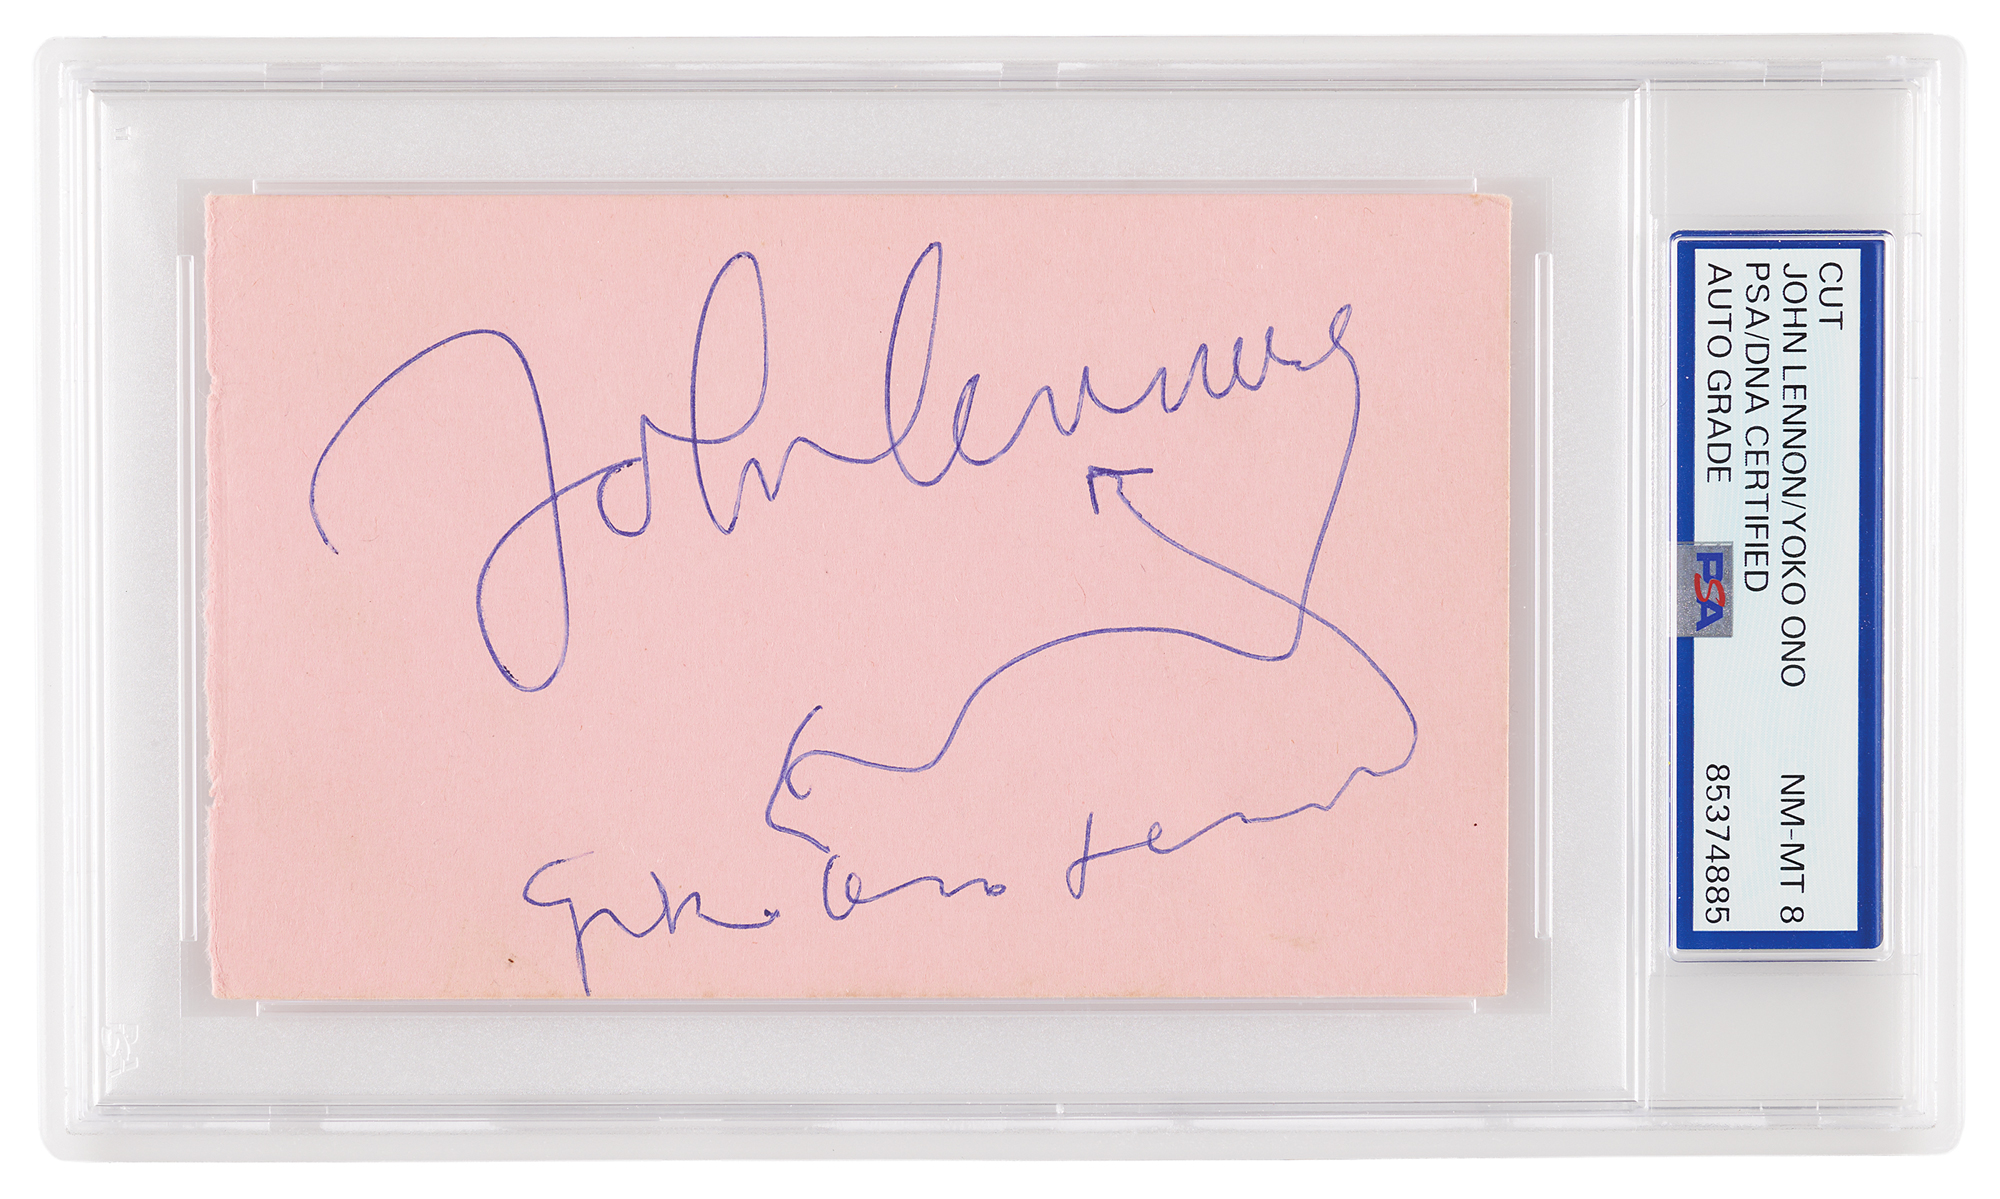 John Lennon
Yoko Ono Lennon
CUT
JOHN LENNON/YOKO ONO NM-MT 8
PSA/DNA CERTIFIED
AUTO GRADE 85374885
PSA